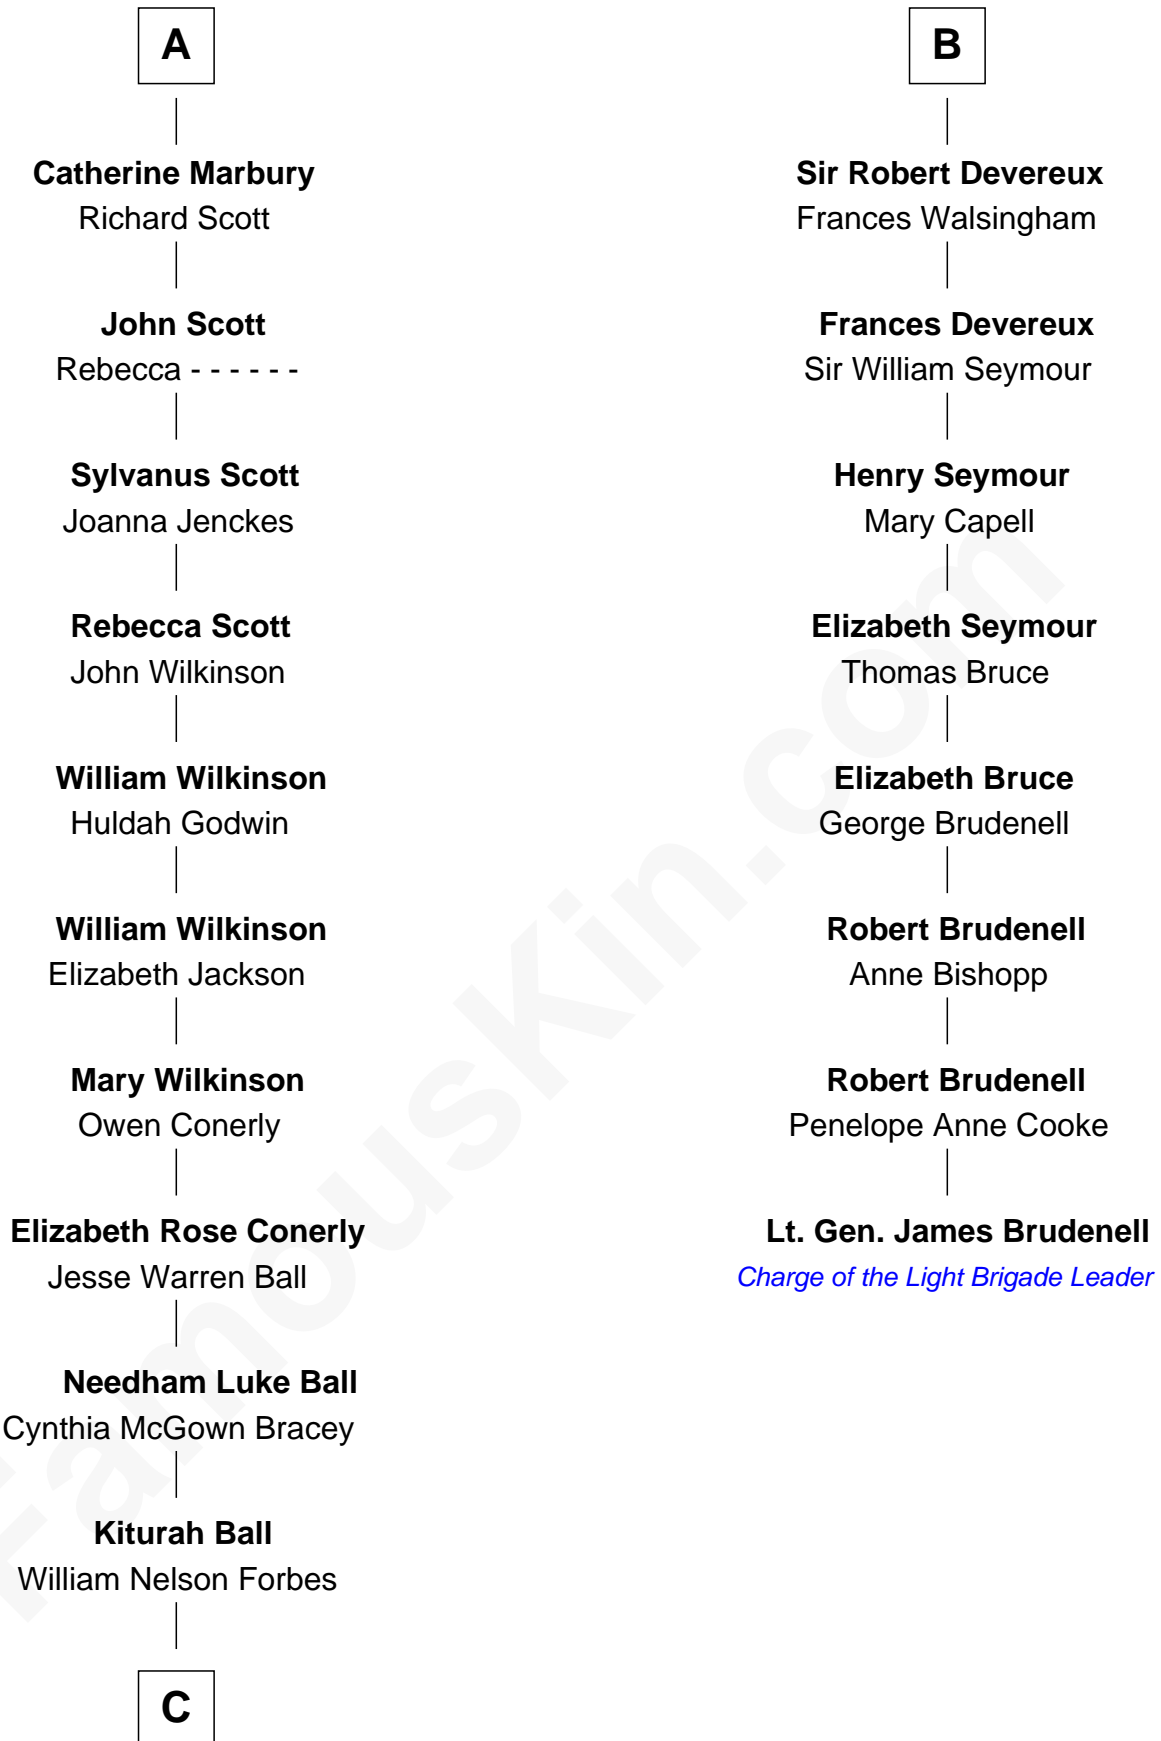 A
Catherine Marbury
Richard Scott
John Scott
Rebecca - - - - - -
Sylvanus Scott
Joanna Jenckes
Rebecca Scott
John Wilkinson
William Wilkinson
Huldah Godwin
William Wilkinson
Elizabeth Jackson
Mary Wilkinson
Owen Conerly
Elizabeth Rose Conerly
Jesse Warren Ball
Needham Luke Ball
Cynthia McGown Bracey
Kiturah Ball
William Nelson Forbes
C
B
Sir Robert Devereux
Frances Walsingham
Frances Devereux
Sir William Seymour
Henry Seymour
Mary Capell
Elizabeth Seymour
Thomas Bruce
Elizabeth Bruce
George Brudenell
Robert Brudenell
Anne Bishopp
Robert Brudenell
Penelope Anne Cooke
Lt. Gen. James Brudenell
Charge of the Light Brigade Leader
FamousKin.com